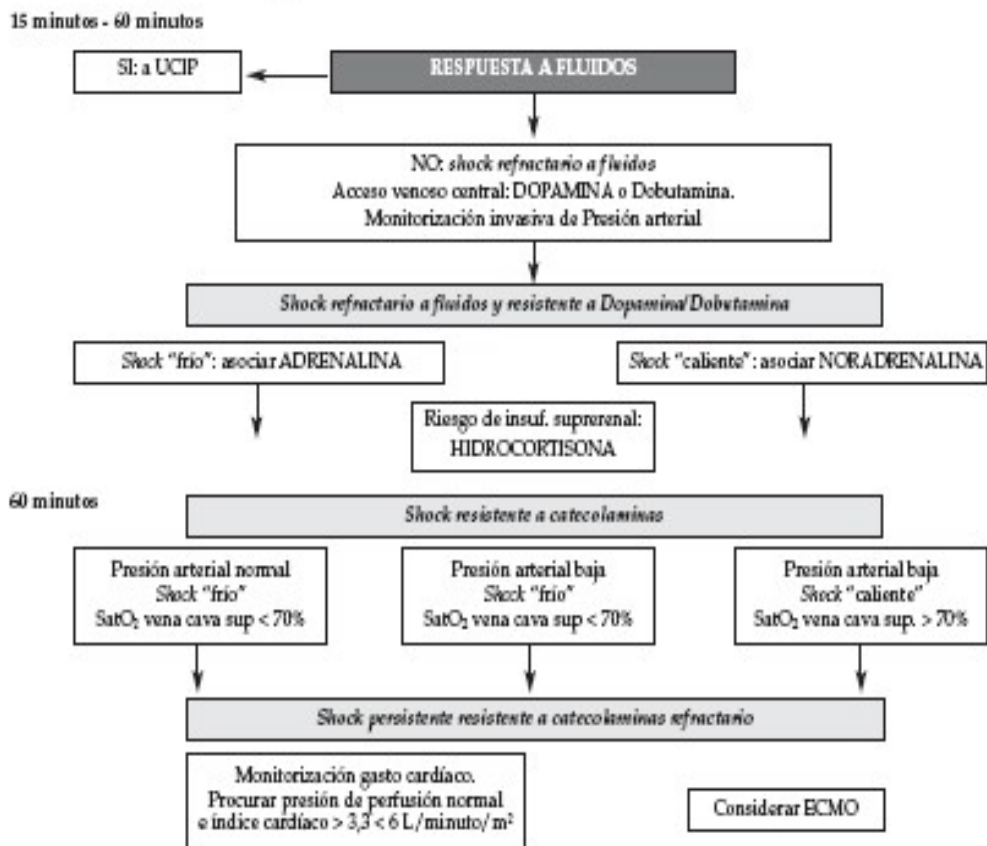 15 minutos - 60 minutos
SI: a UCIP
RESPUESTA A FLUIDOS
NO: shock refractario a fluidos
Acceso venoso central: DOPAMINA o Dobutamina.
Monitorización invasiva de Presión arterial
Shock refractario a fluidos y resistente a Dopamina/Dobutamina
Shock "frío": asociar ADRENALINA
Shock "caliente": asociar NORADRENALINA
Riesgo de insuf. suprerenal:
HIDROCORTISONA
60 minutos
Shock resistente a catecolaminas
Presión arterial normal
Shock "frío"
SatO₂ vena cava sup < 70%
Presión arterial baja
Shock "frío"
SatO₂ vena cava sup < 70%
Presión arterial baja
Shock "caliente"
SatO₂ vena cava sup. > 70%
Shock persistente resistente a catecolaminas refractario
Monitorización gasto cardíaco.
Procurar presión de perfusión normal
e índice cardíaco > 3,3 < 6 L/minuto/m²
Considerar ECMO